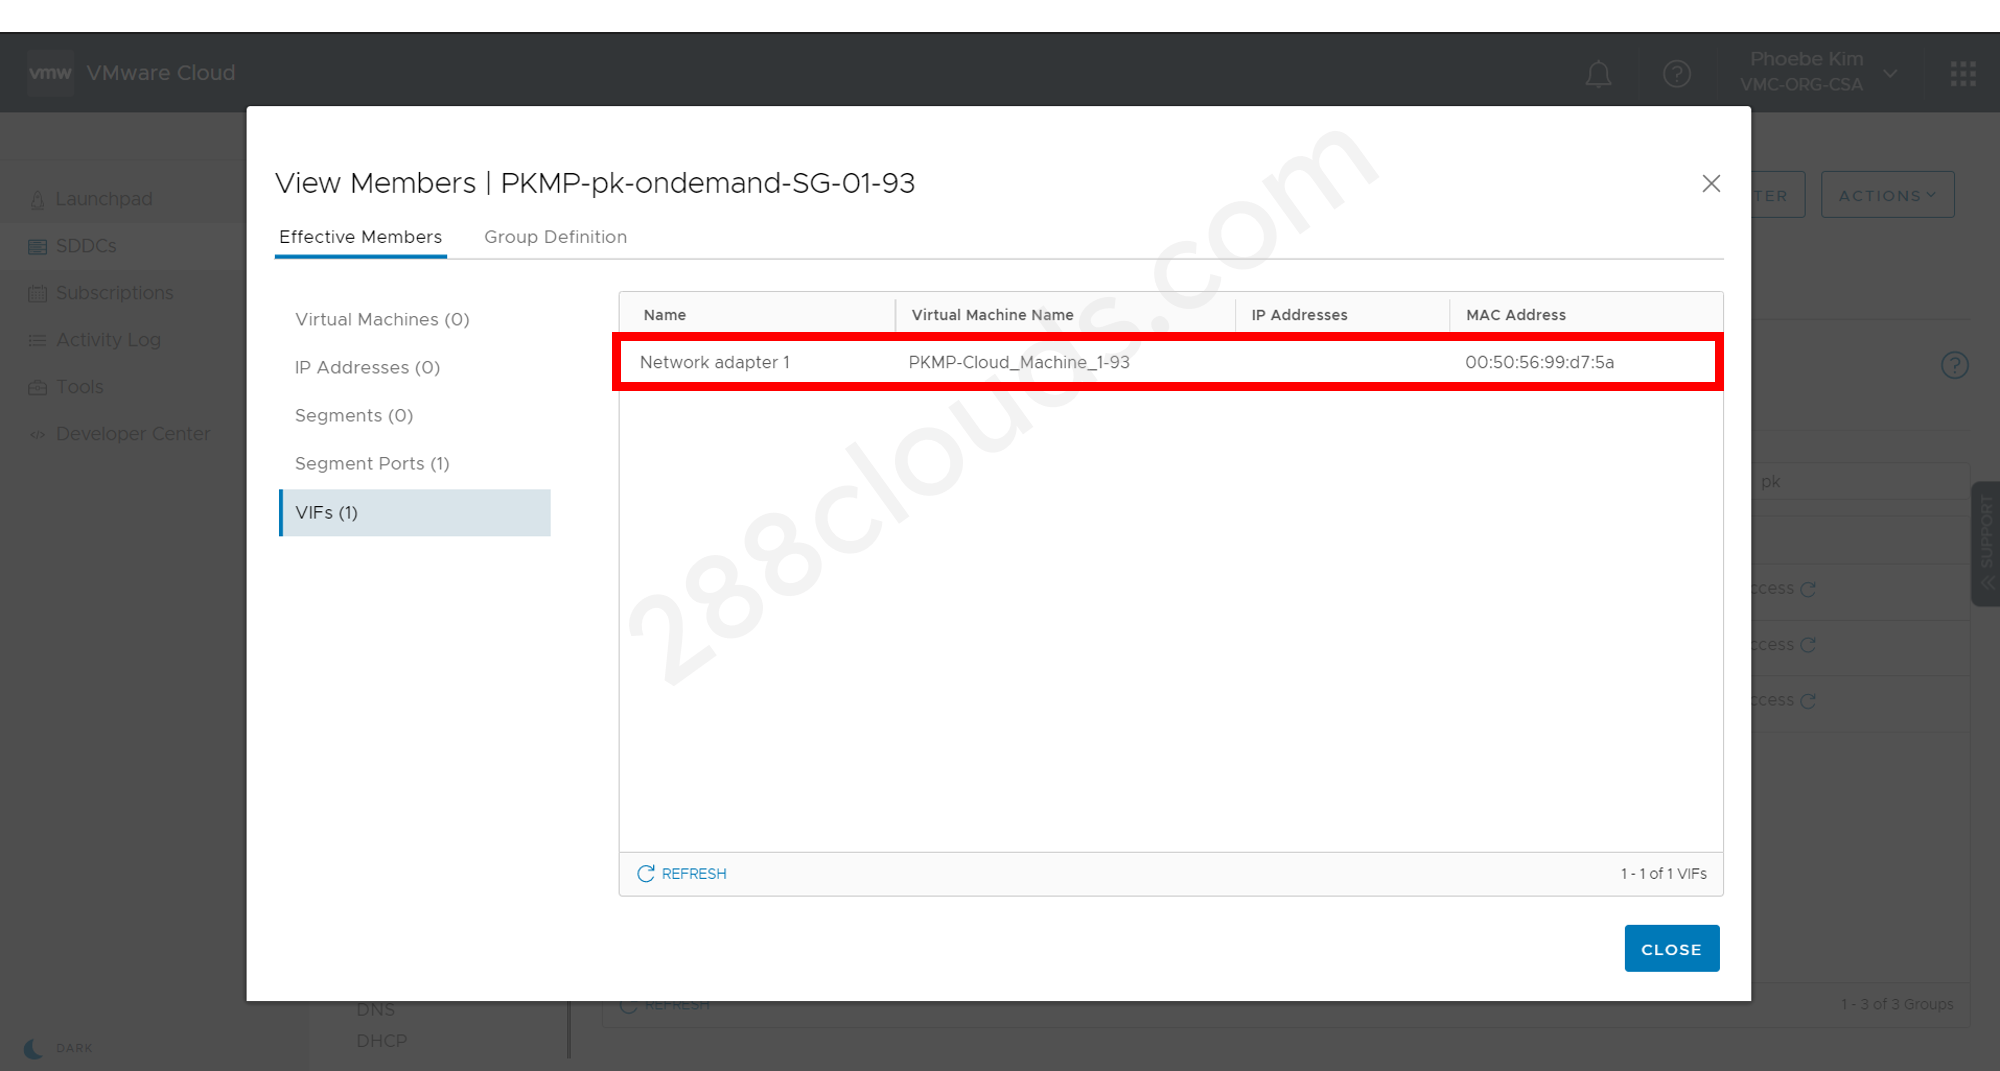 vmw VMware Cloud
Phoebe Kim
VMC-ORG-CSA
Launchpad
SDDCs
Subscriptions
Activity Log
Tools
Developer Center
ACTIONS
View Members | PKMP-pk-ondemand-SG-01-93
Effective Members
Group Definition
Virtual Machines (0)
IP Addresses (0)
Segments (0)
Segment Ports (1)
VIFs (1)
Name
Virtual Machine Name
IP Addresses
MAC Address
Network adapter 1
PKMP-Cloud_Machine_1-93
00:50:56:99:d7:5a
288clouds.com
REFRESH
1 - 1 of 1 VIFs
CLOSE
pk
SUPPORT
ccess
ccess
ccess
DNS
DHCP
REFRESH
1 - 3 of 3 Groups
DARK